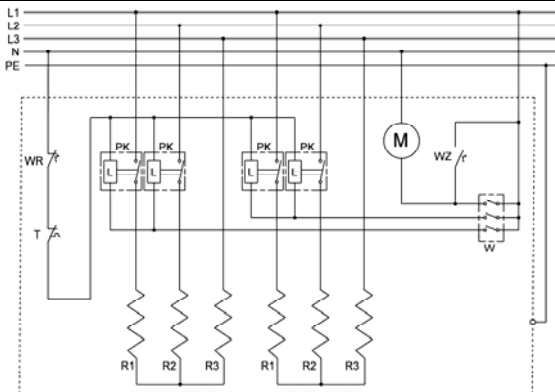 L1
L2
L3
N
PE
PK PK PK PK
M
WR
WZ
L L L L
T
W
R1 R2 R3 R1 R2 R3